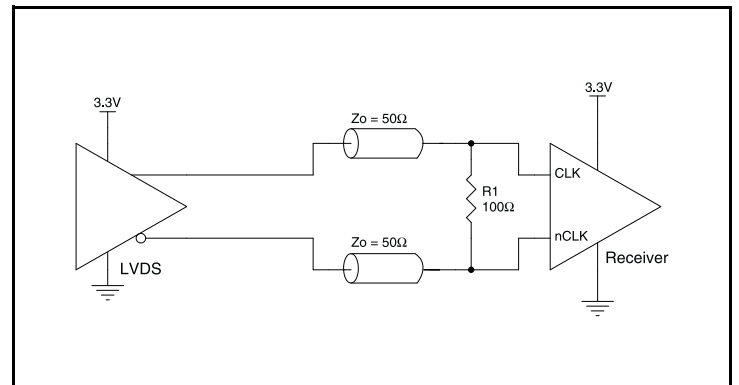 3.3V
3.3V
Zo = 50Ω
CLK
R1
100Ω
nCLK
Zo = 50Ω
LVDS
Receiver